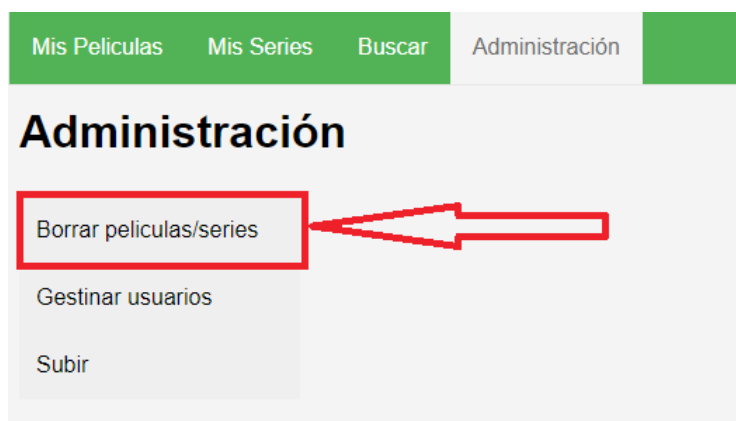 Mis Peliculas Mis Series Buscar Administración
Administración
Borrar peliculas/series
Gestinar usuarios
Subir